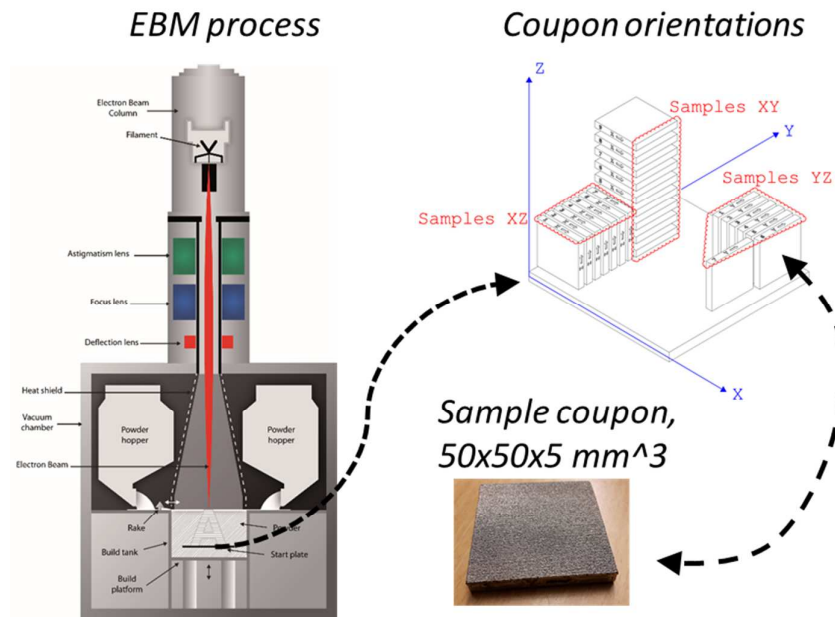 EBM process
Electron Beam
Column
Filament
Astigmatism lens
Focus lens
Deflection lens
Heat shield
Vacuum
chamber
Powder
hopper
Powder
hopper
Electron Beam
Rake
Powder
Build tank
Start plate
Build
platform
Coupon orientations
Z
Samples XY
Y
Samples YZ
Samples XZ
X
Sample coupon,
50x50x5 mm^3